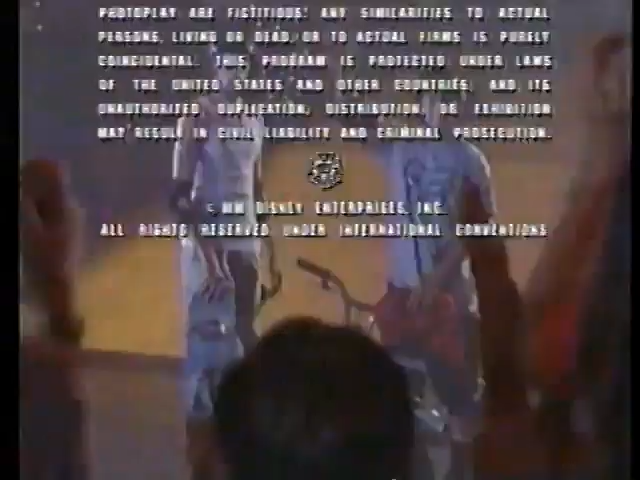 PHOTOPLAY ARE FICTITIOUS. ANY SIMILARITIES TO ACTUAL
PERSONS, LIVING OR DEAD, OR TO ACTUAL FIRMS IS PURELY
COINCIDENTAL. THIS PROGRAM IS PROTECTED UNDER LAWS
OF THE UNITED STATES AND OTHER COUNTRIES, AND ITS
UNAUTHORIZED DUPLICATION, DISTRIBUTION, OR EXHIBITION
MAY RESULT IN CIVIL LIABILITY AND CRIMINAL PROSECUTION.
© MM DISNEY ENTERPRISES, INC.
ALL RIGHTS RESERVED UNDER INTERNATIONAL CONVENTIONS